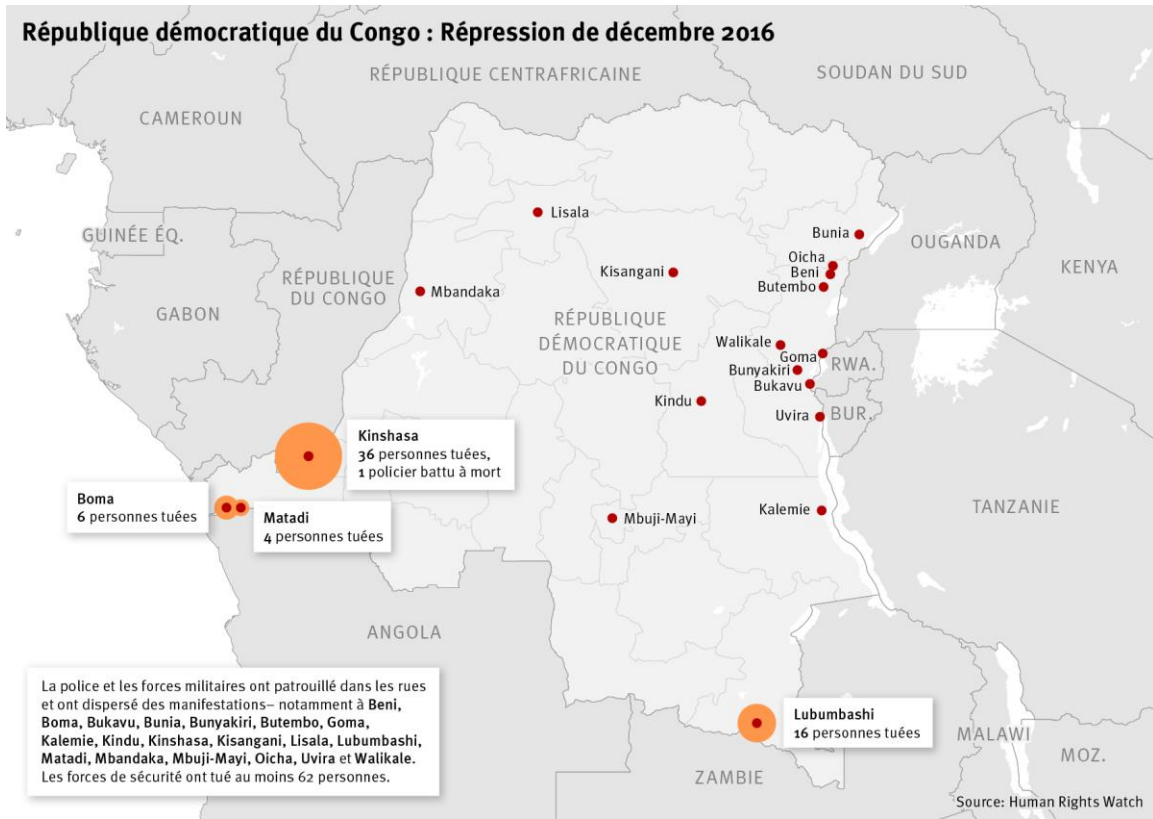 République démocratique du Congo : Répression de décembre 2016
RÉPUBLIQUE CENTRAFRICAINE
SOUDAN DU SUD
CAMEROUN
Lisala
Bunia
GUINÉE ÉQ.
OUGANDA
Oicha
KENYA
Kisangani
Beni
RÉPUBLIQUE
DU CONGO
Butembo
Mbandaka
GABON
RÉPUBLIQUE
DÉMOCRATIQUE
DU CONGO
Walikale
Goma
RWA.
Bunyakiri
Bukavu
Kindu
Uvira
BUR.
Kinshasa
36 personnes tuées,
1 policier battu à mort
Boma
6 personnes tuées
Matadi
4 personnes tuées
Mbuji-Mayi
Kalemie
TANZANIE
ANGOLA
La police et les forces militaires ont patrouillé dans les rues
et ont dispersé des manifestations– notamment à Beni,
Boma, Bukavu, Bunia, Bunyakiri, Butembo, Goma,
Kalemie, Kindu, Kinshasa, Kisangani, Lisala, Lubumbashi,
Matadi, Mbandaka, Mbuji-Mayi, Oicha, Uvira et Walikale.
Les forces de sécurité ont tué au moins 62 personnes.
Lubumbashi
16 personnes tuées
MALAWI
MOZ.
ZAMBIE
Source: Human Rights Watch